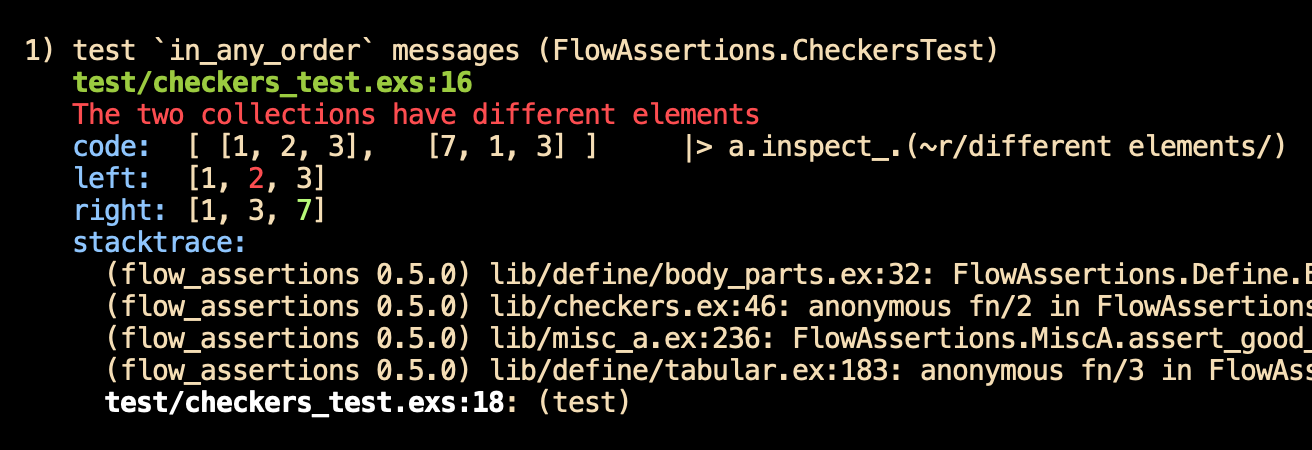 1) test `in_any_order` messages (FlowAssertions.CheckersTest)
test/checkers_test.exs:16
The two collections have different elements
code:  [ [1, 2, 3],   [7, 1, 3] ]     |> a.inspect_.(~r/different elements/)
left:  [1, 2, 3]
right: [1, 3, 7]
stacktrace:
(flow_assertions 0.5.0) lib/define/body_parts.ex:32: FlowAssertions.Define.
(flow_assertions 0.5.0) lib/checkers.ex:46: anonymous fn/2 in FlowAssertions
(flow_assertions 0.5.0) lib/misc_a.ex:236: FlowAssertions.MiscA.assert_good_
(flow_assertions 0.5.0) lib/define/tabular.ex:183: anonymous fn/3 in FlowAss
test/checkers_test.exs:18: (test)